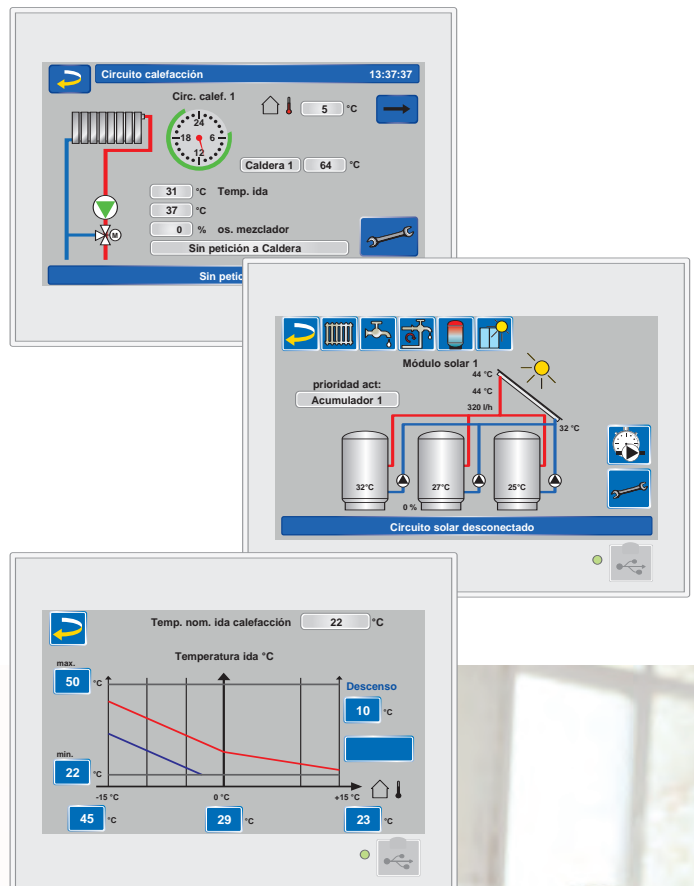 Circuito calefacción 13:37:37
Circ. calef. 1
24
18 6
12
5 °C
Caldera 1 64 °C
31 °C Temp. ida
37 °C
0 % os. mezclador
M
Sin petición a Caldera
Sin petic
Módulo solar 1
44 °C
prioridad act:
44 °C
Acumulador 1
320 l/h
32 °C
32°C 27°C 25°C
0 %
Circuito solar desconectado
Temp. nom. ida calefacción 22 °C
Temperatura ida °C
max.
50 °C
Descenso
10 °C
min.
22 °C
-15 °C 0 °C +15 °C
45 °C 29 °C 23 °C